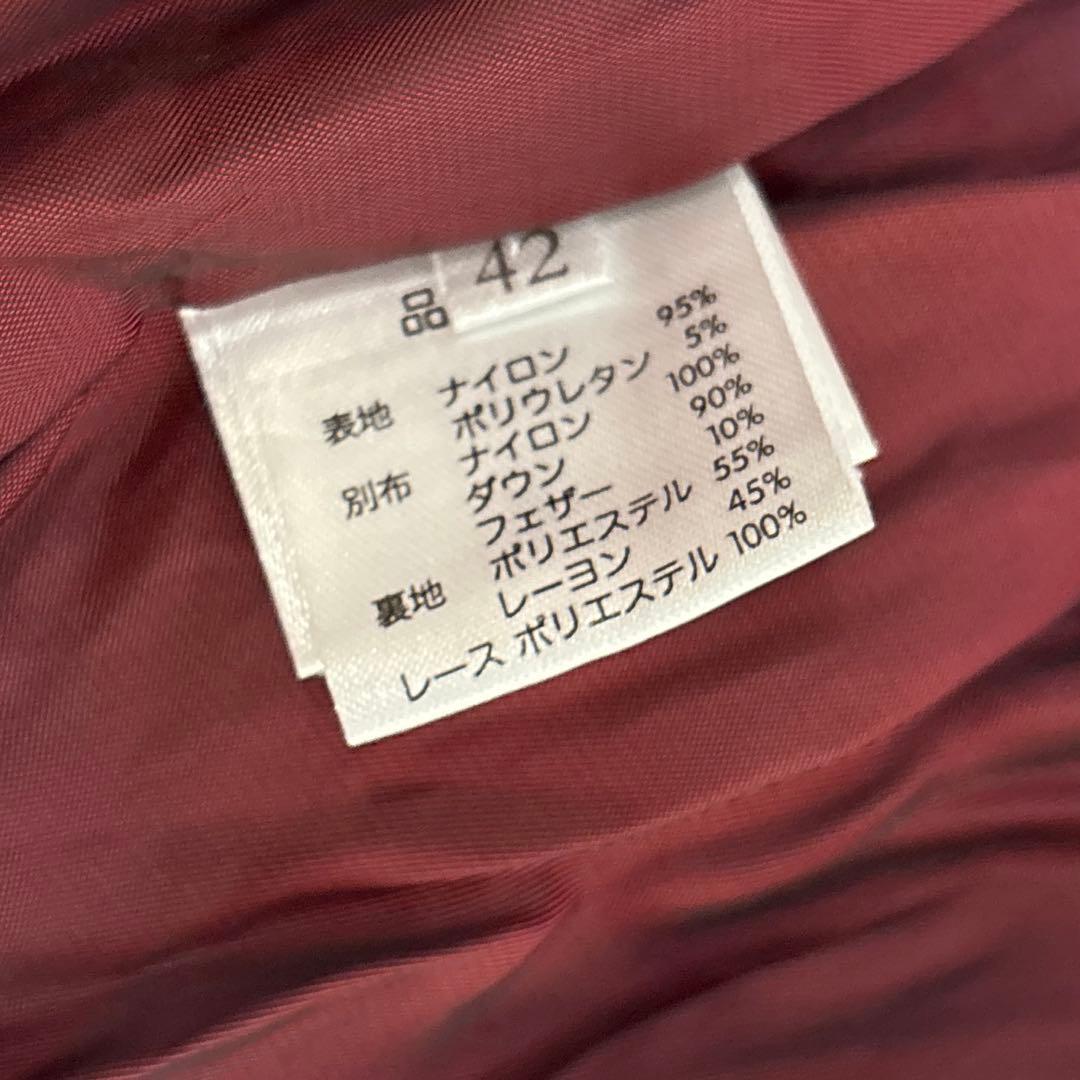 42
品
表地 ナイロン 95%
ポリウレタン 5%
別布 ナイロン 100%
ダウン 90%
フェザー 10%
裏地 ポリエステル 55%
レーヨン 45%
レース ポリエステル 100%